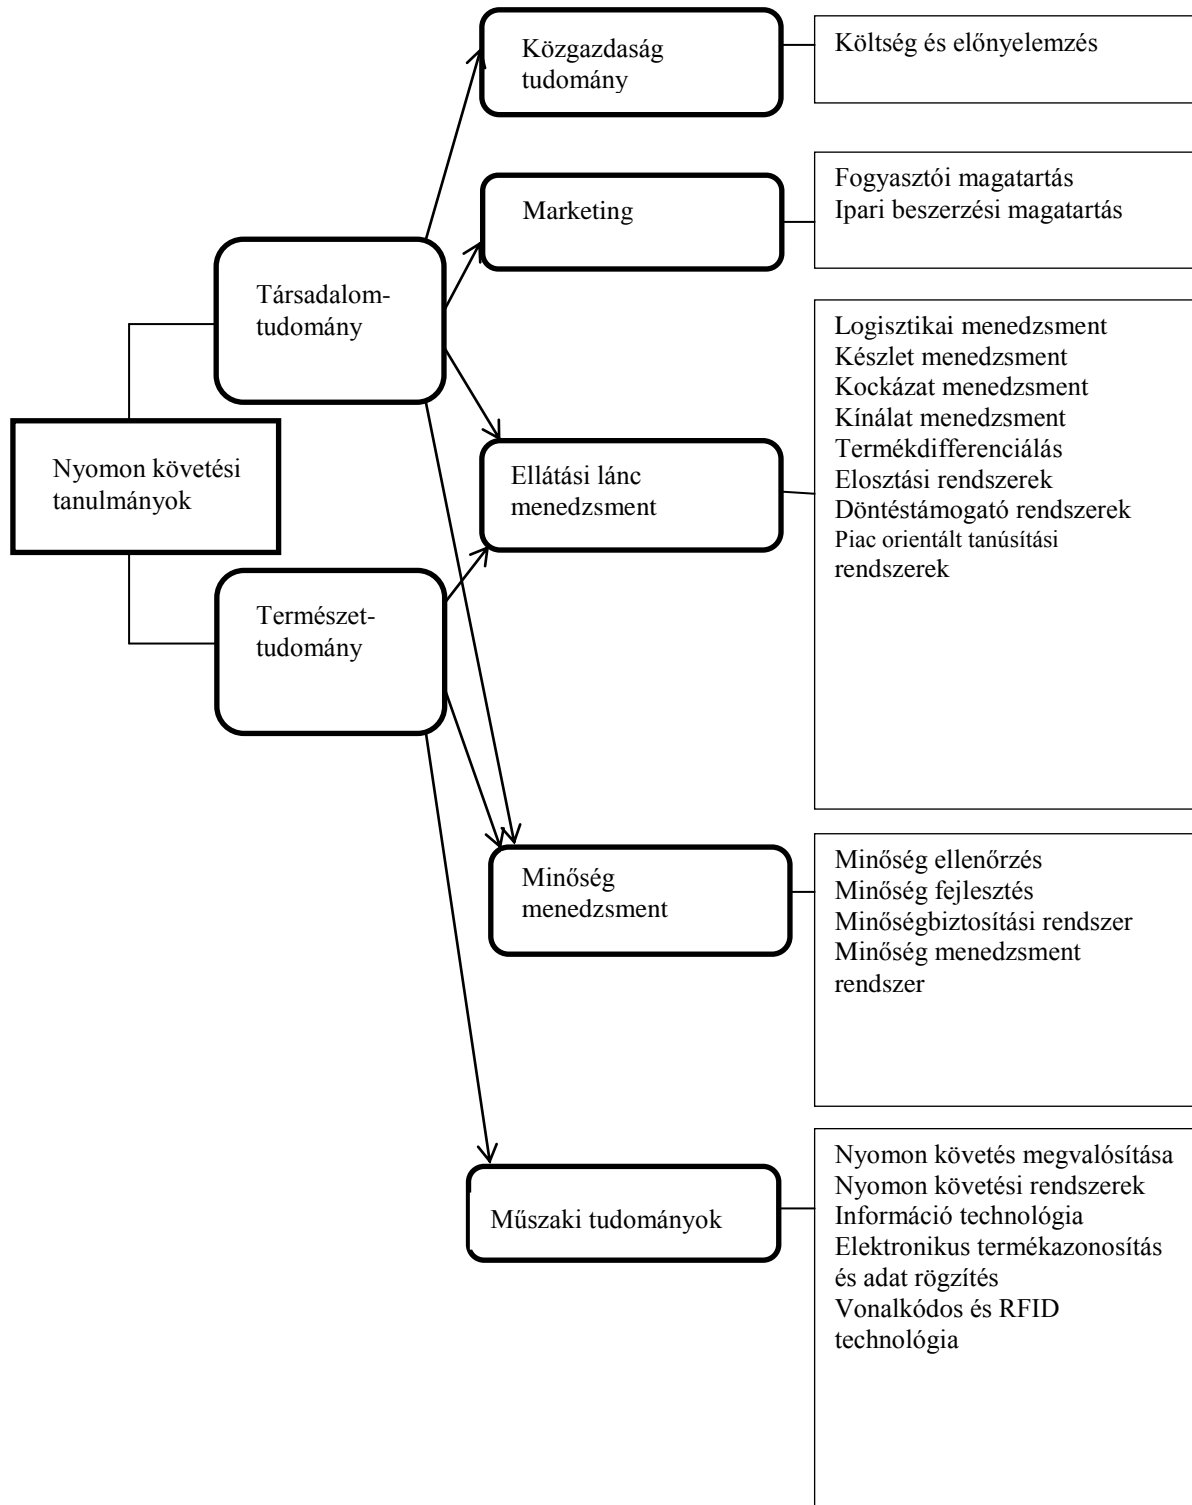 Közgazdaság
tudomány
Költség és előnyelemzés
Marketing
Fogyasztói magatartás
Ipari beszerzési magatartás
Társadalom-
tudomány
Nyomon követési
tanulmányok
Természet-
tudomány
Ellátási lánc
menedzsment
Logisztikai menedzsment
Készlet menedzsment
Kockázat menedzsment
Kínálat menedzsment
Termékdifferenciálás
Elosztási rendszerek
Döntéstámogató rendszerek
Piac orientált tanúsítási
rendszerek
Minőség
menedzsment
Minőség ellenőrzés
Minőség fejlesztés
Minőségbiztosítási rendszer
Minőség menedzsment
rendszer
Műszaki tudományok
Nyomon követés megvalósítása
Nyomon követési rendszerek
Információ technológia
Elektronikus termékazonosítás
és adat rögzítés
Vonalkódos és RFID
technológia